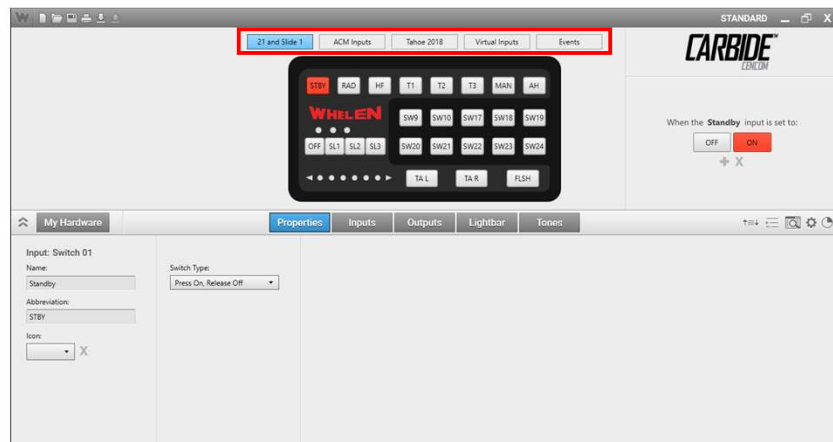 W STANDARD
21 and Slide 1 ACM Inputs Tahoe 2018 Virtual Inputs Events
CARBIDE™
CENCOM
STBY RAD HF T1 T2 T3 MAN AH
WHELEN SW9 SW10 SW17 SW18 SW19
OFF SL1 SL2 SL3 SW20 SW21 SW22 SW23 SW24
TA L TA R FLSH
When the Standby input is set to:
OFF ON
+ X
My Hardware Properties Inputs Outputs Lightbar Tones
Input: Switch 01
Name: Switch Type:
Standby Press On, Release Off
Abbreviation:
STBY
Icon:
X